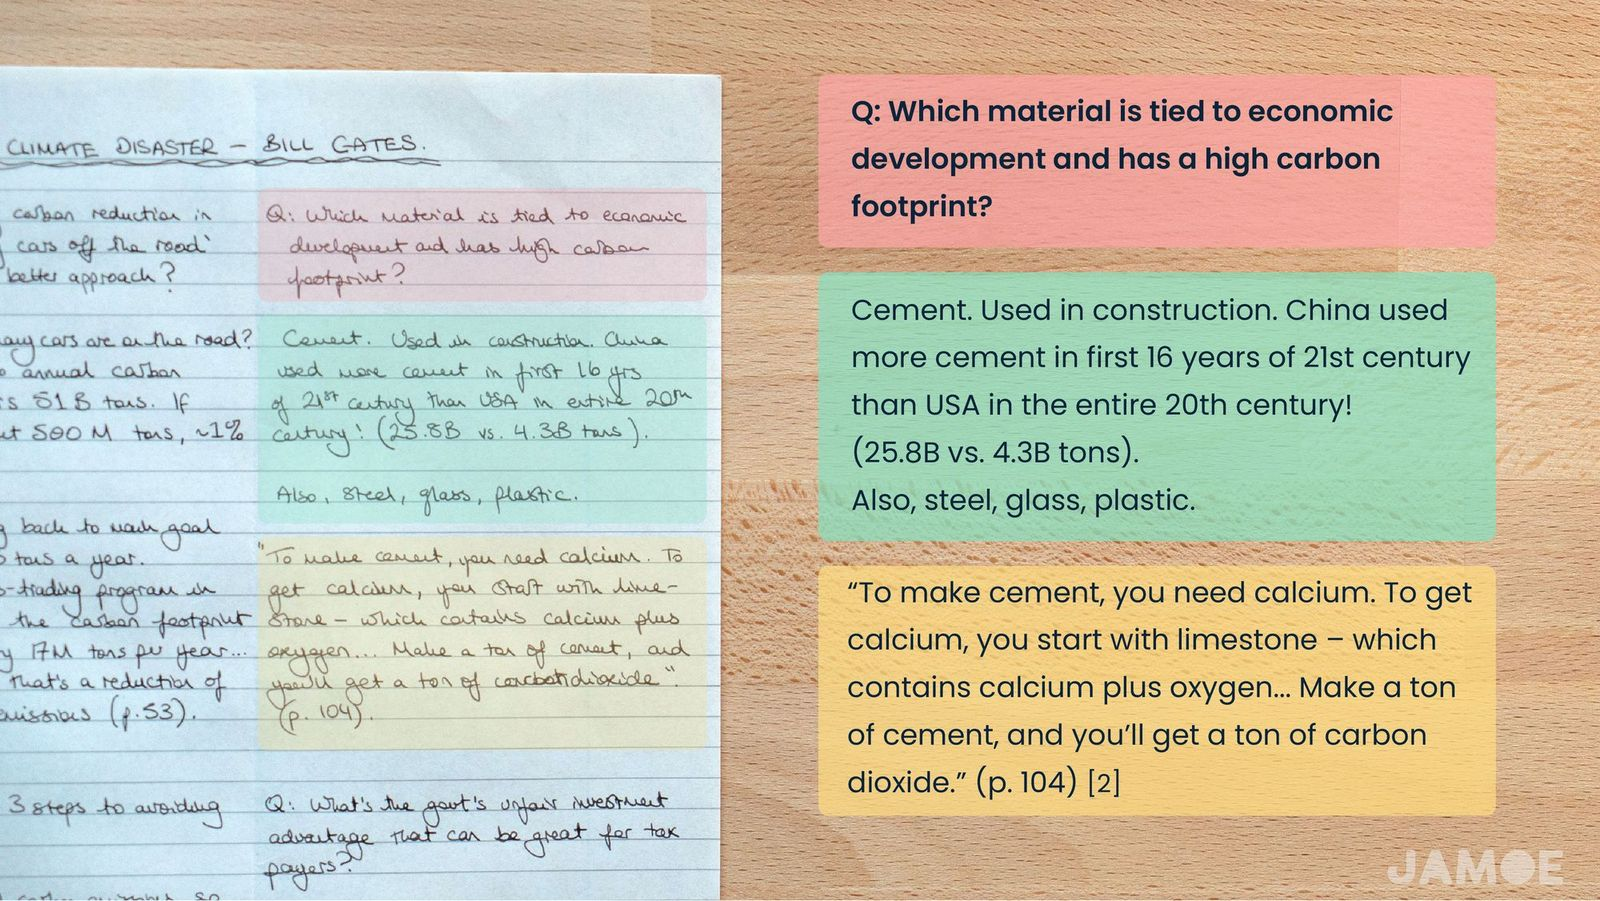 CLIMATE DISASTER – BILL GATES.
carbon reduction in
cars off the road'
better approach?
any cars are on the road?
annual carbon
51B tons. If
500 M tons, ~1%
back to main goal
tons a year.
-trading program in
the carbon footprint
17M tons per year...
that's a reduction of
emissions (p.53).
3 steps to avoiding
Q: Which material is tied to economic
development and has high carbon
footprint?
Cement. Used in construction. China
used more cement in first 16 yrs
of 21st century than USA in entire 20th
century! (25.8B vs. 4.3B tons).
Also, steel, glass, plastic.
"To make cement, you need calcium. To
get calcium, you start with lime-
stone – which contains calcium plus
oxygen... Make a ton of cement, and
you'll get a ton of carbon dioxide".
(p. 104).
Q: What's the govt's unfair investment
advantage that can be great for tax
payers?
Q: Which material is tied to economic
development and has a high carbon
footprint?
Cement. Used in construction. China used
more cement in first 16 years of 21st century
than USA in the entire 20th century!
(25.8B vs. 4.3B tons).
Also, steel, glass, plastic.
“To make cement, you need calcium. To get
calcium, you start with limestone – which
contains calcium plus oxygen... Make a ton
of cement, and you’ll get a ton of carbon
dioxide.” (p. 104) [2]
JAMOE